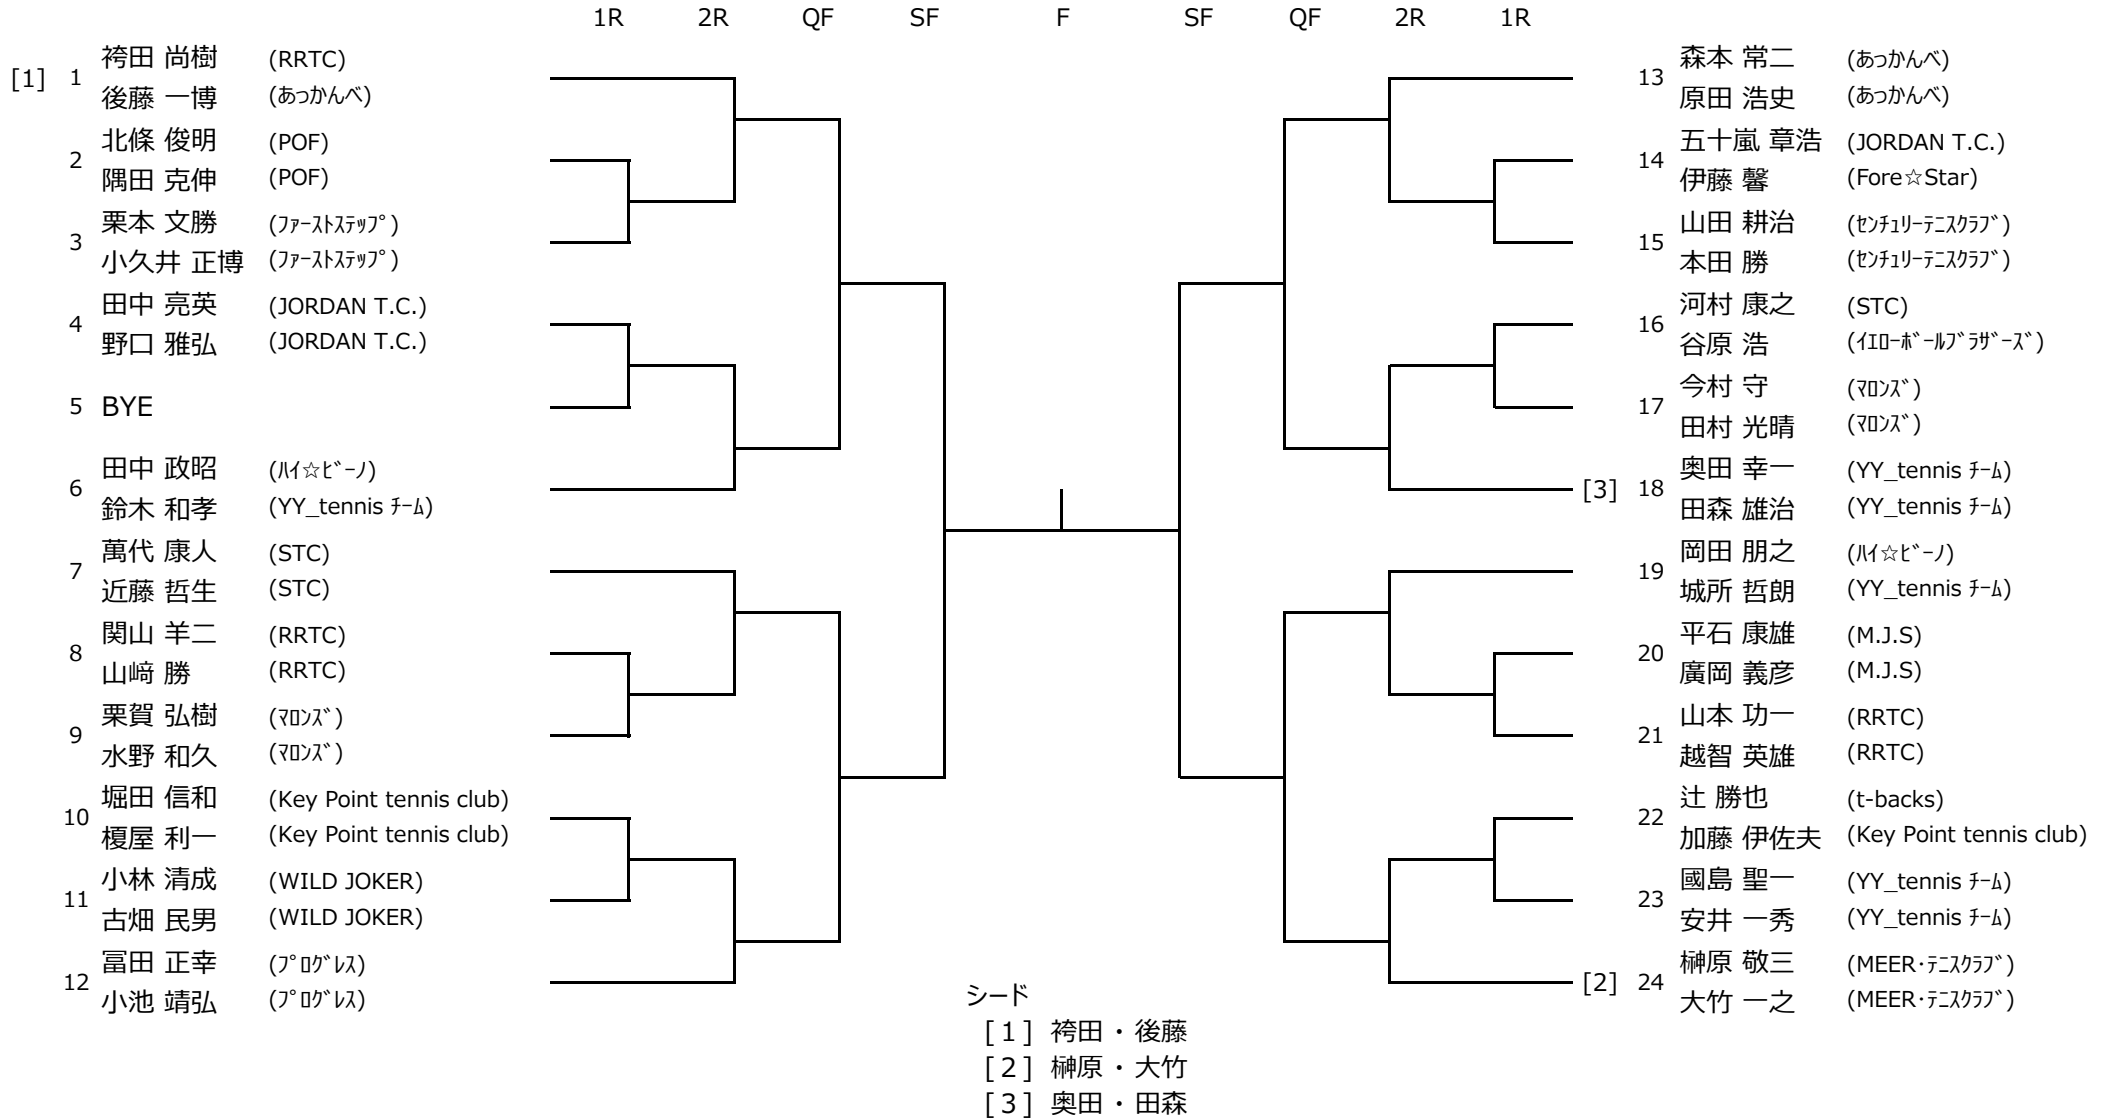 1R 2R QF SF F SF QF 2R 1R
[1] 1 袴田 尚樹 (RRTC)
後藤 一博 (あっかんべ)
2 北條 俊明 (POF)
隅田 克伸 (POF)
3 栗本 文勝 (ﾌｧｰｽﾄｽﾃｯﾌﾟ)
小久井 正博 (ﾌｧｰｽﾄｽﾃｯﾌﾟ)
4 田中 亮英 (JORDAN T.C.)
野口 雅弘 (JORDAN T.C.)
5 BYE
6 田中 政昭 (ﾊｲ☆ﾋﾞｰﾉ)
鈴木 和孝 (YY_tennis ﾁｰﾑ)
7 萬代 康人 (STC)
近藤 哲生 (STC)
8 関山 羊二 (RRTC)
山﨑 勝 (RRTC)
9 栗賀 弘樹 (ﾏﾛﾝｽﾞ)
水野 和久 (ﾏﾛﾝｽﾞ)
10 堀田 信和 (Key Point tennis club)
榎屋 利一 (Key Point tennis club)
11 小林 清成 (WILD JOKER)
古畑 民男 (WILD JOKER)
12 冨田 正幸 (ﾌﾟﾛｸﾞﾚｽ)
小池 靖弘 (ﾌﾟﾛｸﾞﾚｽ)
13 森本 常二 (あっかんべ)
原田 浩史 (あっかんべ)
14 五十嵐 章浩 (JORDAN T.C.)
伊藤 馨 (Fore☆Star)
15 山田 耕治 (ｾﾝﾁｭﾘｰﾃﾆｽｸﾗﾌﾞ)
本田 勝 (ｾﾝﾁｭﾘｰﾃﾆｽｸﾗﾌﾞ)
16 河村 康之 (STC)
谷原 浩 (ｲｴﾛｰﾎﾞｰﾙﾌﾞﾗｻﾞｰｽﾞ)
17 今村 守 (ﾏﾛﾝｽﾞ)
田村 光晴 (ﾏﾛﾝｽﾞ)
[3] 18 奥田 幸一 (YY_tennis ﾁｰﾑ)
田森 雄治 (YY_tennis ﾁｰﾑ)
19 岡田 朋之 (ﾊｲ☆ﾋﾞｰﾉ)
城所 哲朗 (YY_tennis ﾁｰﾑ)
20 平石 康雄 (M.J.S)
廣岡 義彦 (M.J.S)
21 山本 功一 (RRTC)
越智 英雄 (RRTC)
22 辻 勝也 (t-backs)
加藤 伊佐夫 (Key Point tennis club)
23 國島 聖一 (YY_tennis ﾁｰﾑ)
安井 一秀 (YY_tennis ﾁｰﾑ)
[2] 24 榊原 敬三 (MEER･ﾃﾆｽｸﾗﾌﾞ)
大竹 一之 (MEER･ﾃﾆｽｸﾗﾌﾞ)
シード
[1] 袴田 ・ 後藤
[2] 榊原 ・ 大竹
[3] 奥田 ・ 田森